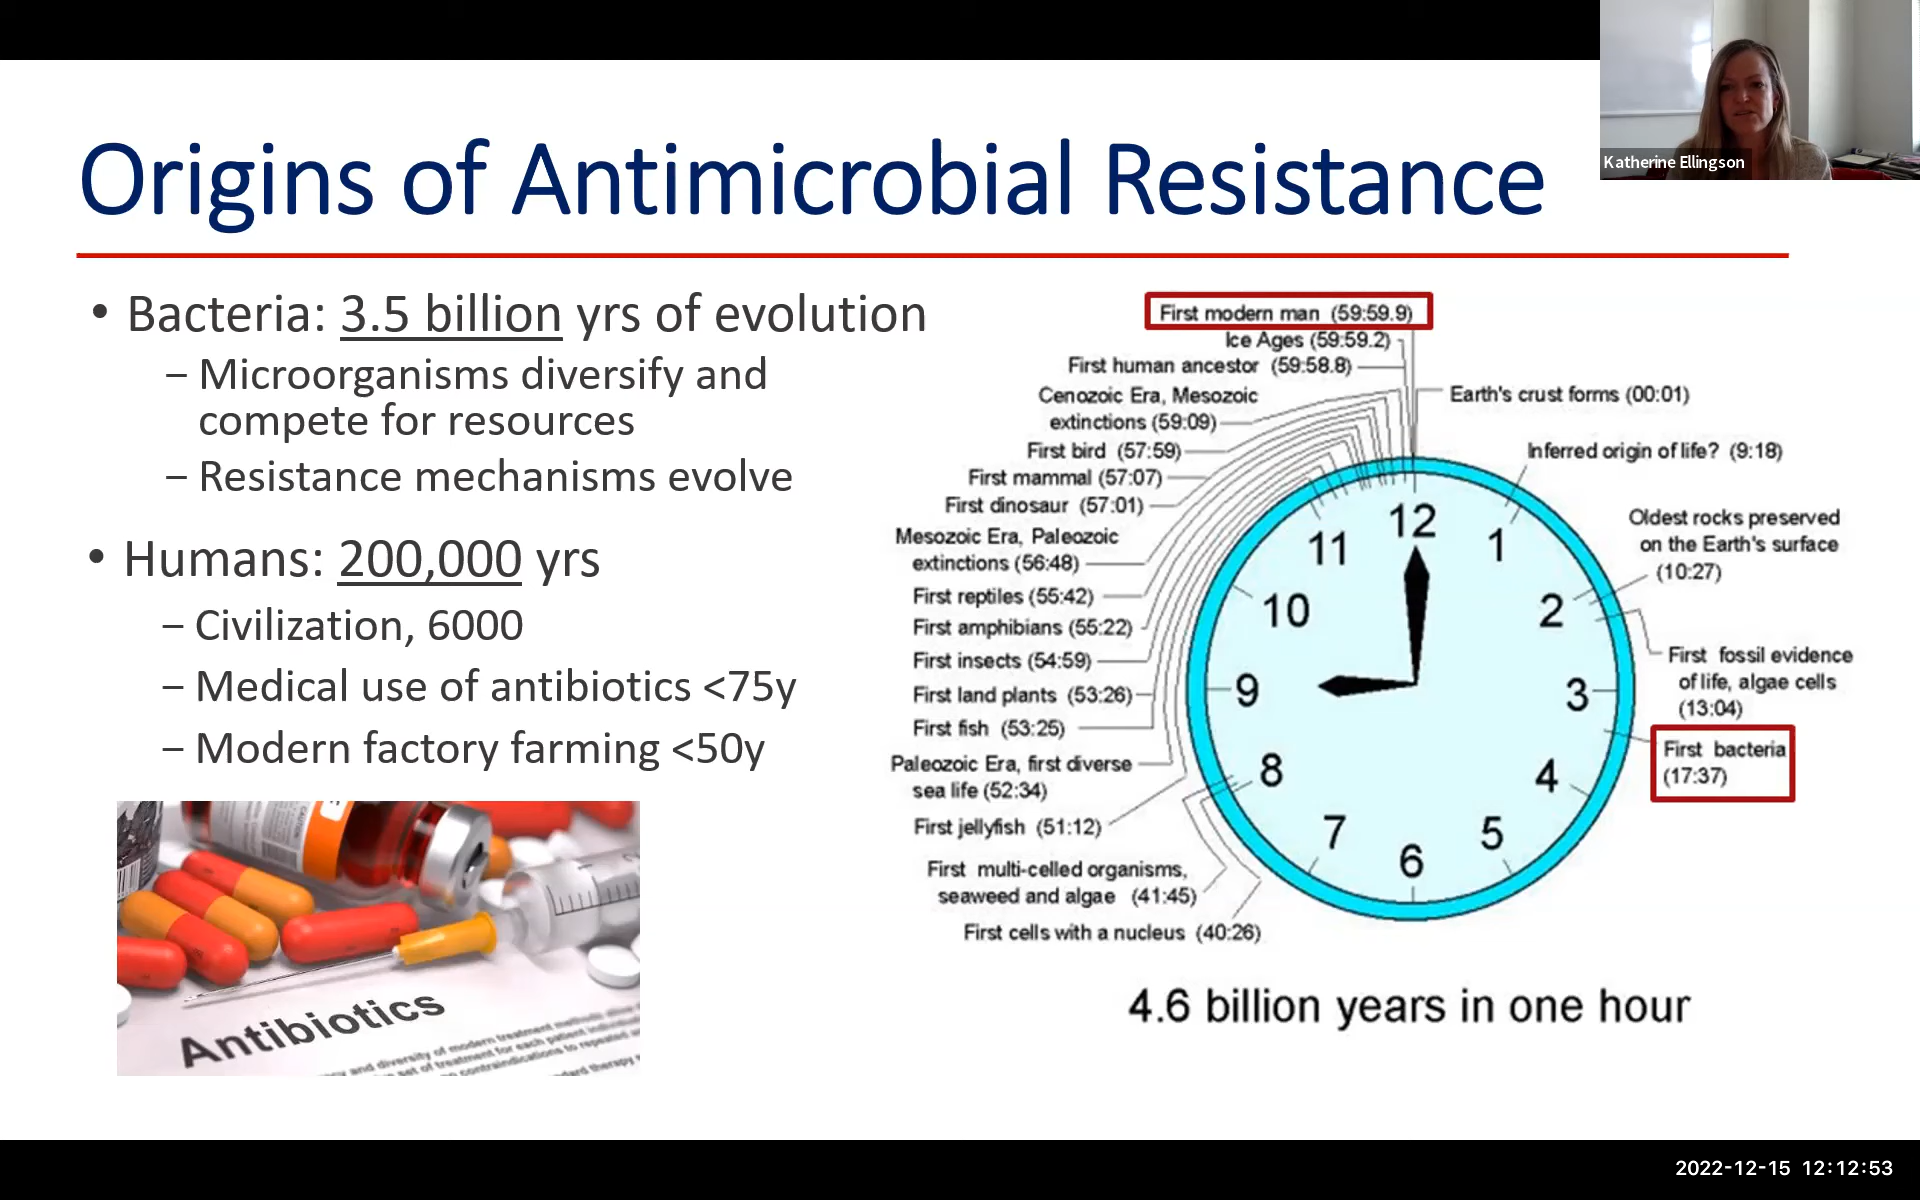 Katherine Ellingson
Origins of Antimicrobial Resistance
• Bacteria: 3.5 billion yrs of evolution
– Microorganisms diversify and
compete for resources
– Resistance mechanisms evolve
• Humans: 200,000 yrs
– Civilization, 6000
– Medical use of antibiotics <75y
– Modern factory farming <50y
Antibiotics
First modern man (59:59.9)
Ice Ages (59:59.2)
First human ancestor (59:58.8)
Cenozoic Era, Mesozoic
extinctions (59:09)
First bird (57:59)
First mammal (57:07)
First dinosaur (57:01)
Mesozoic Era, Paleozoic
extinctions (56:48)
First reptiles (55:42)
First amphibians (55:22)
First insects (54:59)
First land plants (53:26)
First fish (53:25)
Paleozoic Era, first diverse
sea life (52:34)
First jellyfish (51:12)
First multi-celled organisms,
seaweed and algae (41:45)
First cells with a nucleus (40:26)
Earth's crust forms (00:01)
Inferred origin of life? (9:18)
Oldest rocks preserved
on the Earth's surface
(10:27)
First fossil evidence
of life, algae cells
(13:04)
First bacteria
(17:37)
12
1
2
3
4
5
6
7
8
9
10
11
4.6 billion years in one hour
2022-12-15 12:12:53